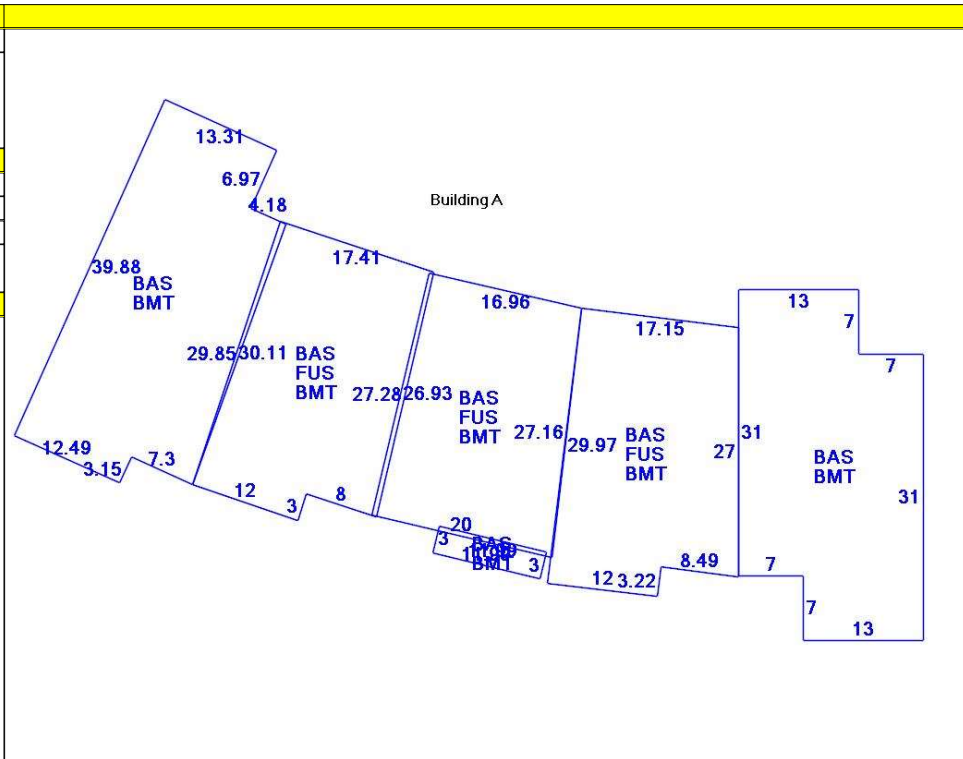 13.31
6.97
4.18
Building A
17.41
39.88
BAS
BMT
16.96
13
7
17.15
7
29.85
30.11
BAS
FUS
BMT
27.28
26.93
BAS
FUS
BMT
27.16
29.97
BAS
FUS
BMT
27
31
BAS
BMT
31
12.49
3.15
7.3
12
3
8
20
3
BAS
BMT
3
12
3.22
8.49
7
7
13